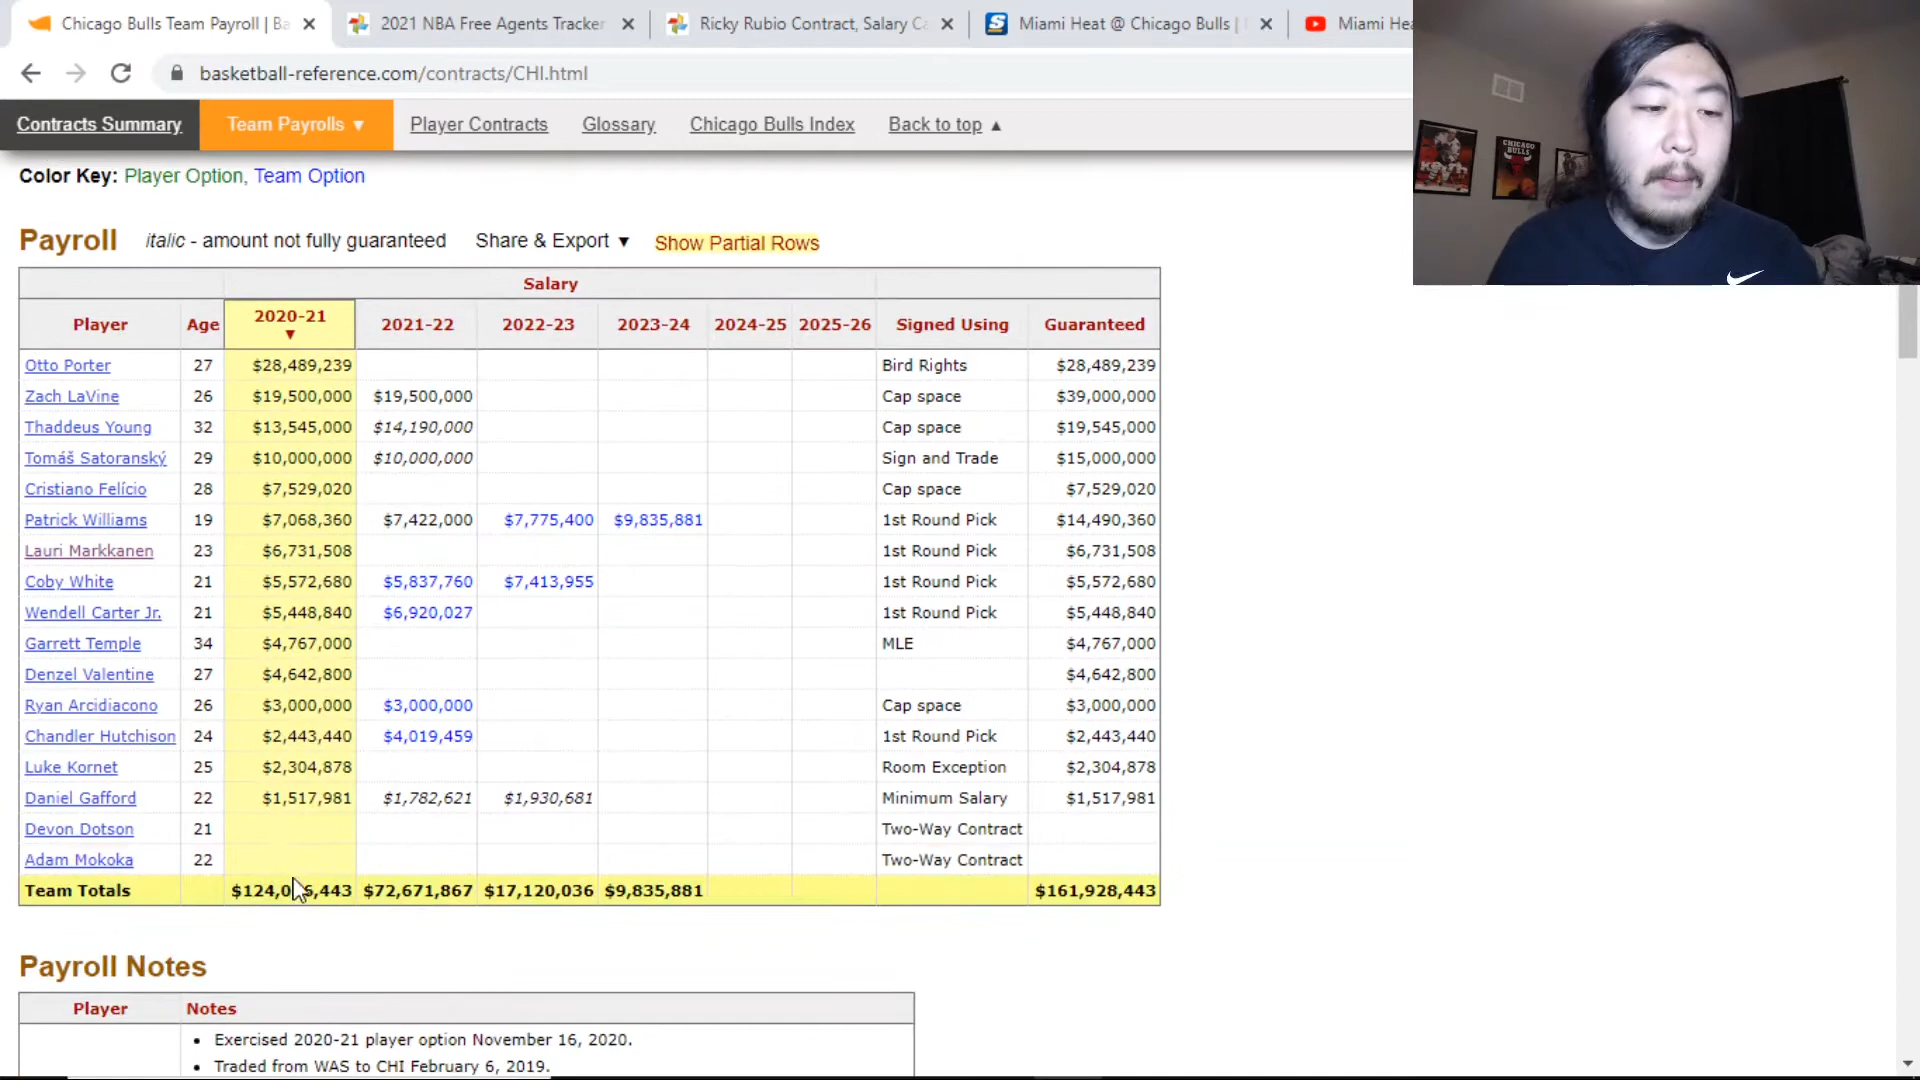 Chicago Bulls Team Payroll | Ba
2021 NBA Free Agents Tracker
Ricky Rubio Contract, Salary Ca
Miami Heat @ Chicago Bulls |
Miami Hea
basketball-reference.com/contracts/CHI.html
Contracts Summary Team Payrolls ▼ Player Contracts Glossary Chicago Bulls Index Back to top ▲
Color Key: Player Option, Team Option
Payroll italic - amount not fully guaranteed Share & Export ▼ Show Partial Rows
Salary
Player Age 2020-21 ▼ 2021-22 2022-23 2023-24 2024-25 2025-26 Signed Using Guaranteed
Otto Porter 27 $28,489,239 Bird Rights $28,489,239
Zach LaVine 26 $19,500,000 $19,500,000 Cap space $39,000,000
Thaddeus Young 32 $13,545,000 $14,190,000 Cap space $19,545,000
Tomáš Satoranský 29 $10,000,000 $10,000,000 Sign and Trade $15,000,000
Cristiano Felício 28 $7,529,020 Cap space $7,529,020
Patrick Williams 19 $7,068,360 $7,422,000 $7,775,400 $9,835,881 1st Round Pick $14,490,360
Lauri Markkanen 23 $6,731,508 1st Round Pick $6,731,508
Coby White 21 $5,572,680 $5,837,760 $7,413,955 1st Round Pick $5,572,680
Wendell Carter Jr. 21 $5,448,840 $6,920,027 1st Round Pick $5,448,840
Garrett Temple 34 $4,767,000 MLE $4,767,000
Denzel Valentine 27 $4,642,800 $4,642,800
Ryan Arcidiacono 26 $3,000,000 $3,000,000 Cap space $3,000,000
Chandler Hutchison 24 $2,443,440 $4,019,459 1st Round Pick $2,443,440
Luke Kornet 25 $2,304,878 Room Exception $2,304,878
Daniel Gafford 22 $1,517,981 $1,782,621 $1,930,681 Minimum Salary $1,517,981
Devon Dotson 21 Two-Way Contract
Adam Mokoka 22 Two-Way Contract
Team Totals $72,671,867 $17,120,036 $9,835,881 $161,928,443
Payroll Notes
Player Notes
• Exercised 2020-21 player option November 16, 2020.
• Traded from WAS to CHI February 6, 2019.
CHICAGO BULLS